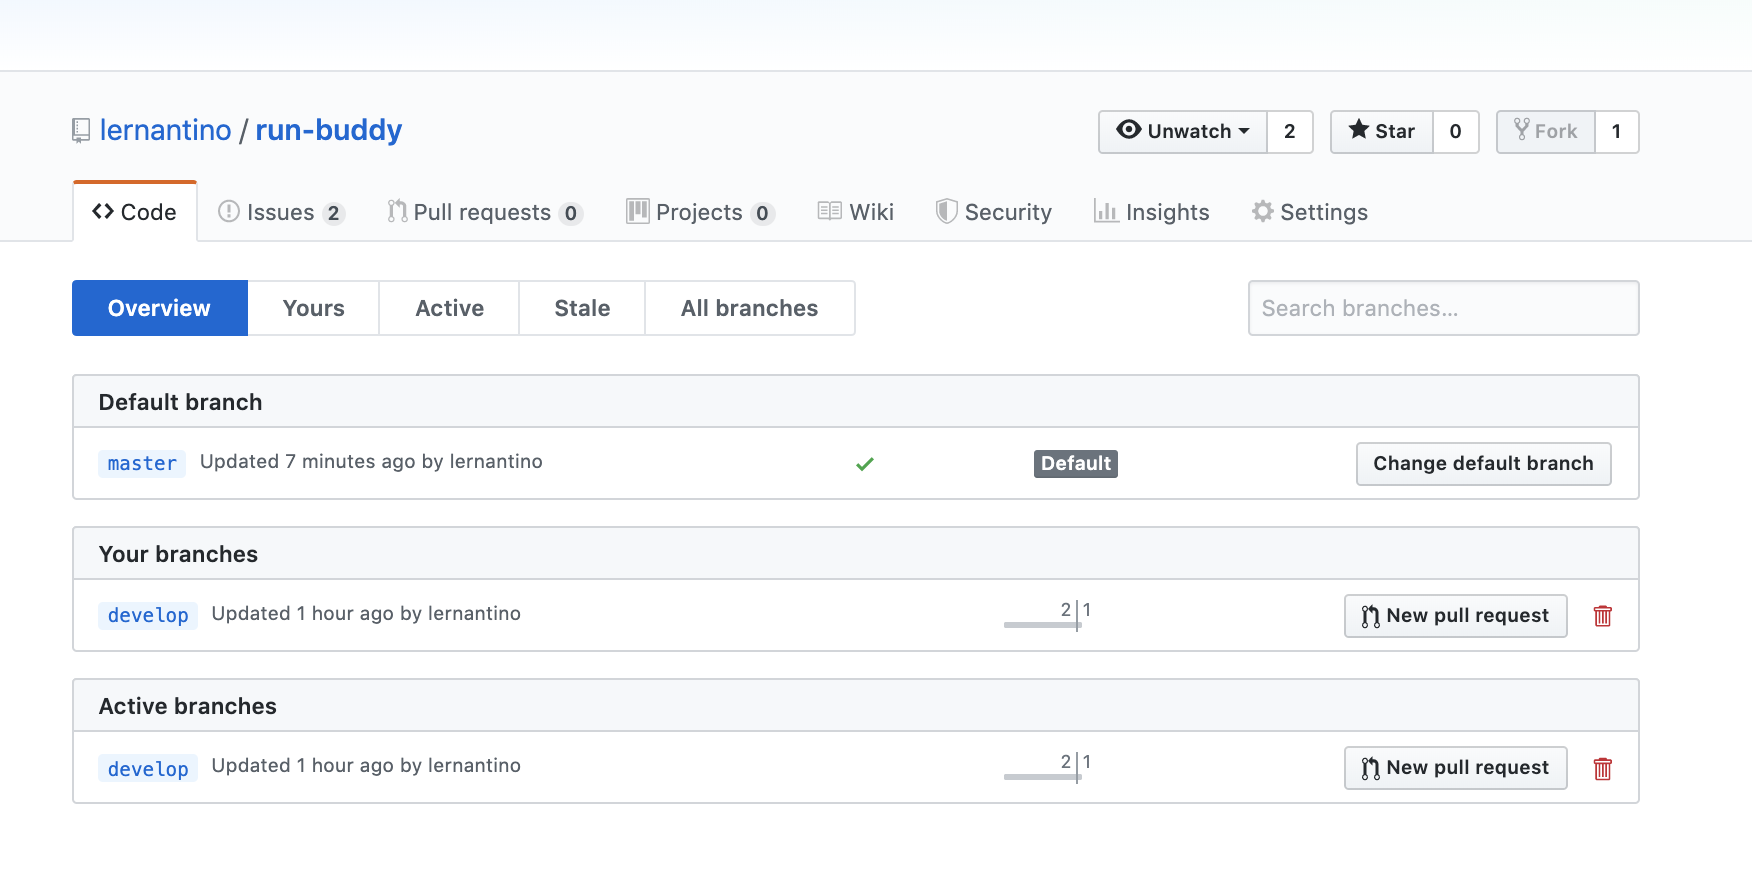 lernantino / run-buddy
Unwatch 2 Star 0 Fork 1
Code Issues 2 Pull requests 0 Projects 0 Wiki Security Insights Settings
Overview Yours Active Stale All branches Search branches...
Default branch
master Updated 7 minutes ago by lernantino Default Change default branch
Your branches
develop Updated 1 hour ago by lernantino 2 1 New pull request
Active branches
develop Updated 1 hour ago by lernantino 2 1 New pull request